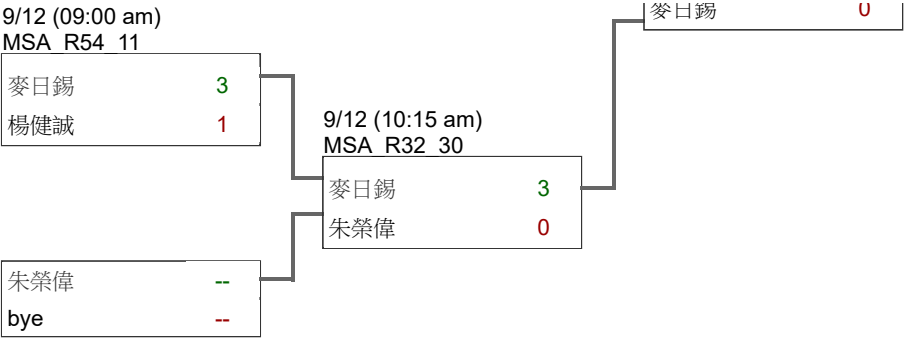 9/12 (09:00 am)
MSA_R54_11
麥日錫 3
楊健誠 1
9/12 (10:15 am)
MSA_R32_30
麥日錫 3
朱榮偉 0
朱榮偉 --
bye --
麥日錫 0